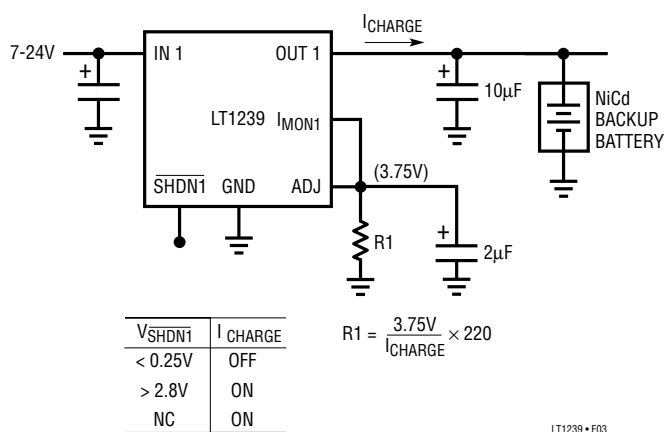 I CHARGE
7-24V
IN 1
OUT 1
+
+
10µF
NiCd
BACKUP
BATTERY
LT1239
IMON1
(3.75V)
SHDN1
GND
ADJ
R1
+
2µF
VSHDN1 I CHARGE
< 0.25V OFF
> 2.8V ON
NC ON
R1 = 3.75V / ICHARGE × 220
LT1239 • F03